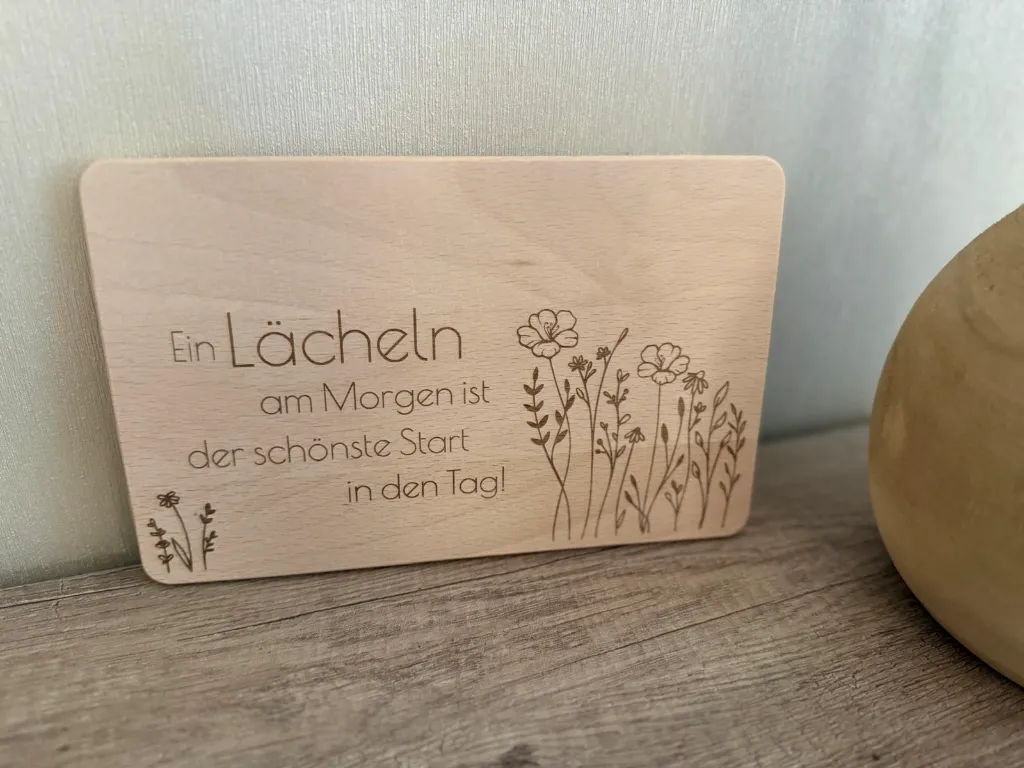 Ein Lächeln
am Morgen ist
der schönste Start
in den Tag!